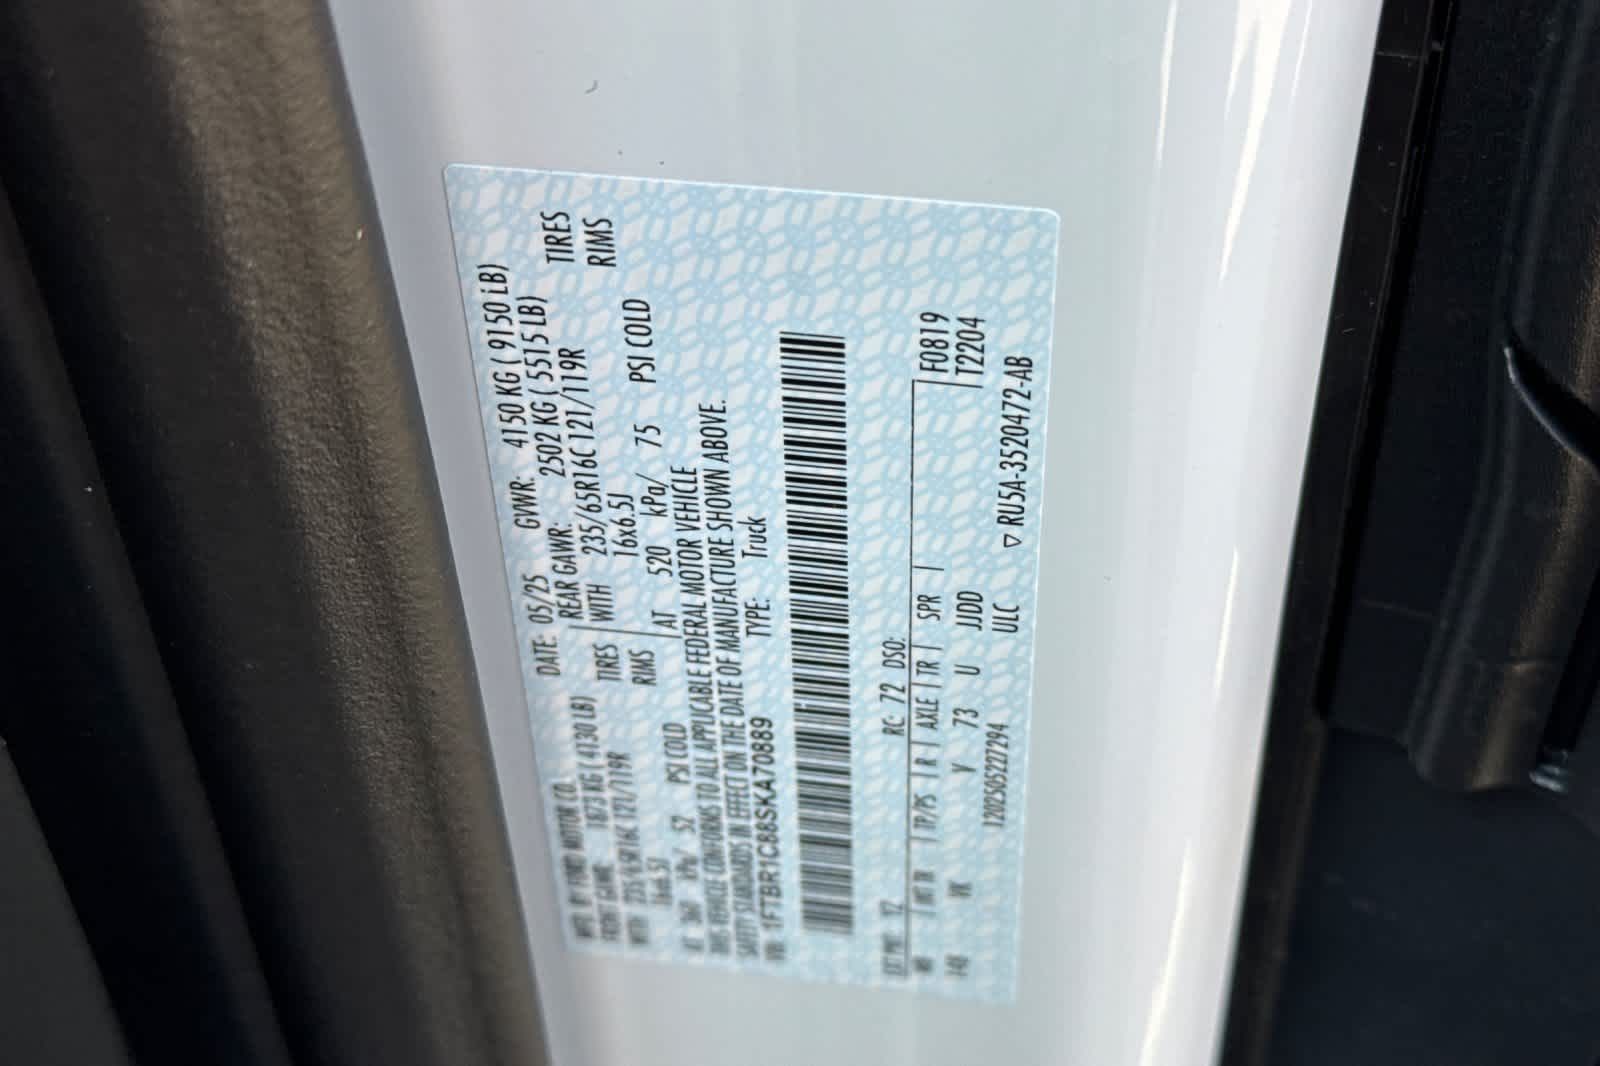 MFD. BY FORD MOTOR CO.
DATE: 05/25 GVWR: 4150 KG ( 9150 LB)
FRONT GAWR: 1873 KG ( 4130 LB) REAR GAWR: 2502 KG ( 5515 LB)
WITH 235/65R16C 121/119R TIRES WITH 235/65R16C 121/119R TIRES
16x6.5J RIMS 16x6.5J RIMS
AT 360 kPa/ 52 PSI COLD AT 520 kPa/ 75 PSI COLD
THIS VEHICLE CONFORMS TO ALL APPLICABLE FEDERAL MOTOR VEHICLE
SAFETY STANDARDS IN EFFECT ON THE DATE OF MANUFACTURE SHOWN ABOVE.
VIN: 1FTBR1C88SKA70889 TYPE: Truck
EXT PNT: YZ RC: 72 DSO:
WB INT TR TP/PS R AXLE TR SPR F0819
148 VK V 73 U JJDD T2204
1202505227294 ULC ▽ RU5A-3520472-AB